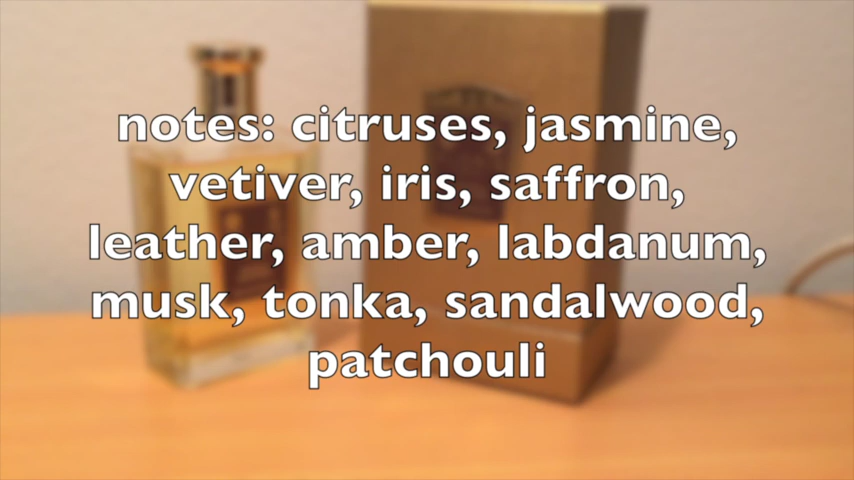 notes: citruses, jasmine,
vetiver, iris, saffron,
leather, amber, labdanum,
musk, tonka, sandalwood,
patchouli